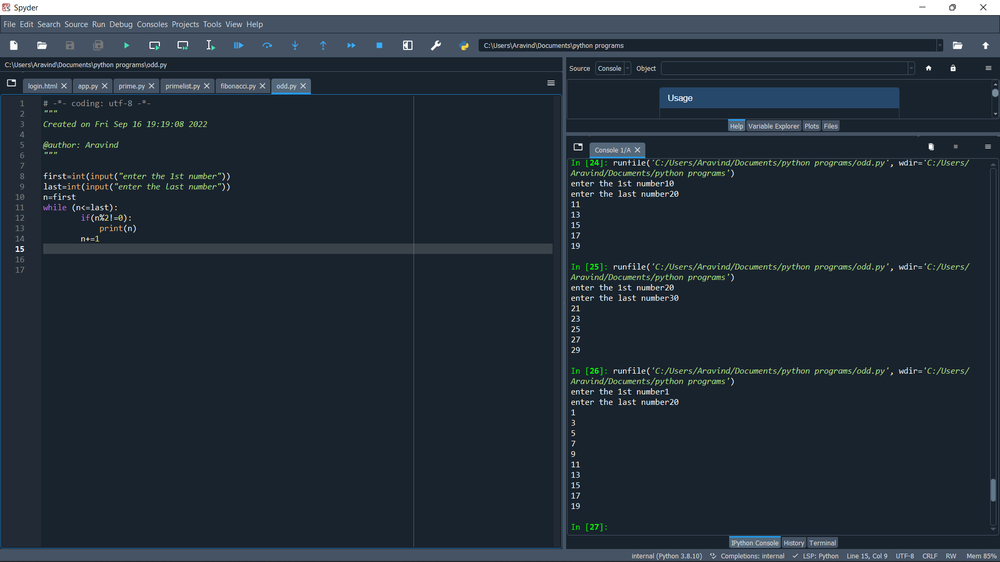 Spyder
File Edit Search Source Run Debug Consoles Projects Tools View Help
C:\Users\Aravind\Documents\python programs
C:\Users\Aravind\Documents\python programs\odd.py
login.html app.py prime.py primelist.py fibonacci.py odd.py
1 # -*- coding: utf-8 -*-
2 """
3 Created on Fri Sep 16 19:19:08 2022
4
5 @author: Aravind
6 """
7
8 first=int(input("enter the 1st number"))
9 last=int(input("enter the last number"))
10 n=first
11 while (n<=last):
12         if(n%2!=0):
13             print(n)
14         n+=1
15
16
17
Source Console Object
Usage
Help Variable Explorer Plots Files
Console 1/A
In [24]: runfile('C:/Users/Aravind/Documents/python programs/odd.py', wdir='C:/Users/
Aravind/Documents/python programs')
enter the 1st number10
enter the last number20
11
13
15
17
19
In [25]: runfile('C:/Users/Aravind/Documents/python programs/odd.py', wdir='C:/Users/
Aravind/Documents/python programs')
enter the 1st number20
enter the last number30
21
23
25
27
29
In [26]: runfile('C:/Users/Aravind/Documents/python programs/odd.py', wdir='C:/Users/
Aravind/Documents/python programs')
enter the 1st number1
enter the last number20
1
3
5
7
9
11
13
15
17
19
In [27]:
IPython Console History Terminal
internal (Python 3.8.10) Completions: internal LSP: Python Line 15, Col 9 UTF-8 CRLF RW Mem 85%